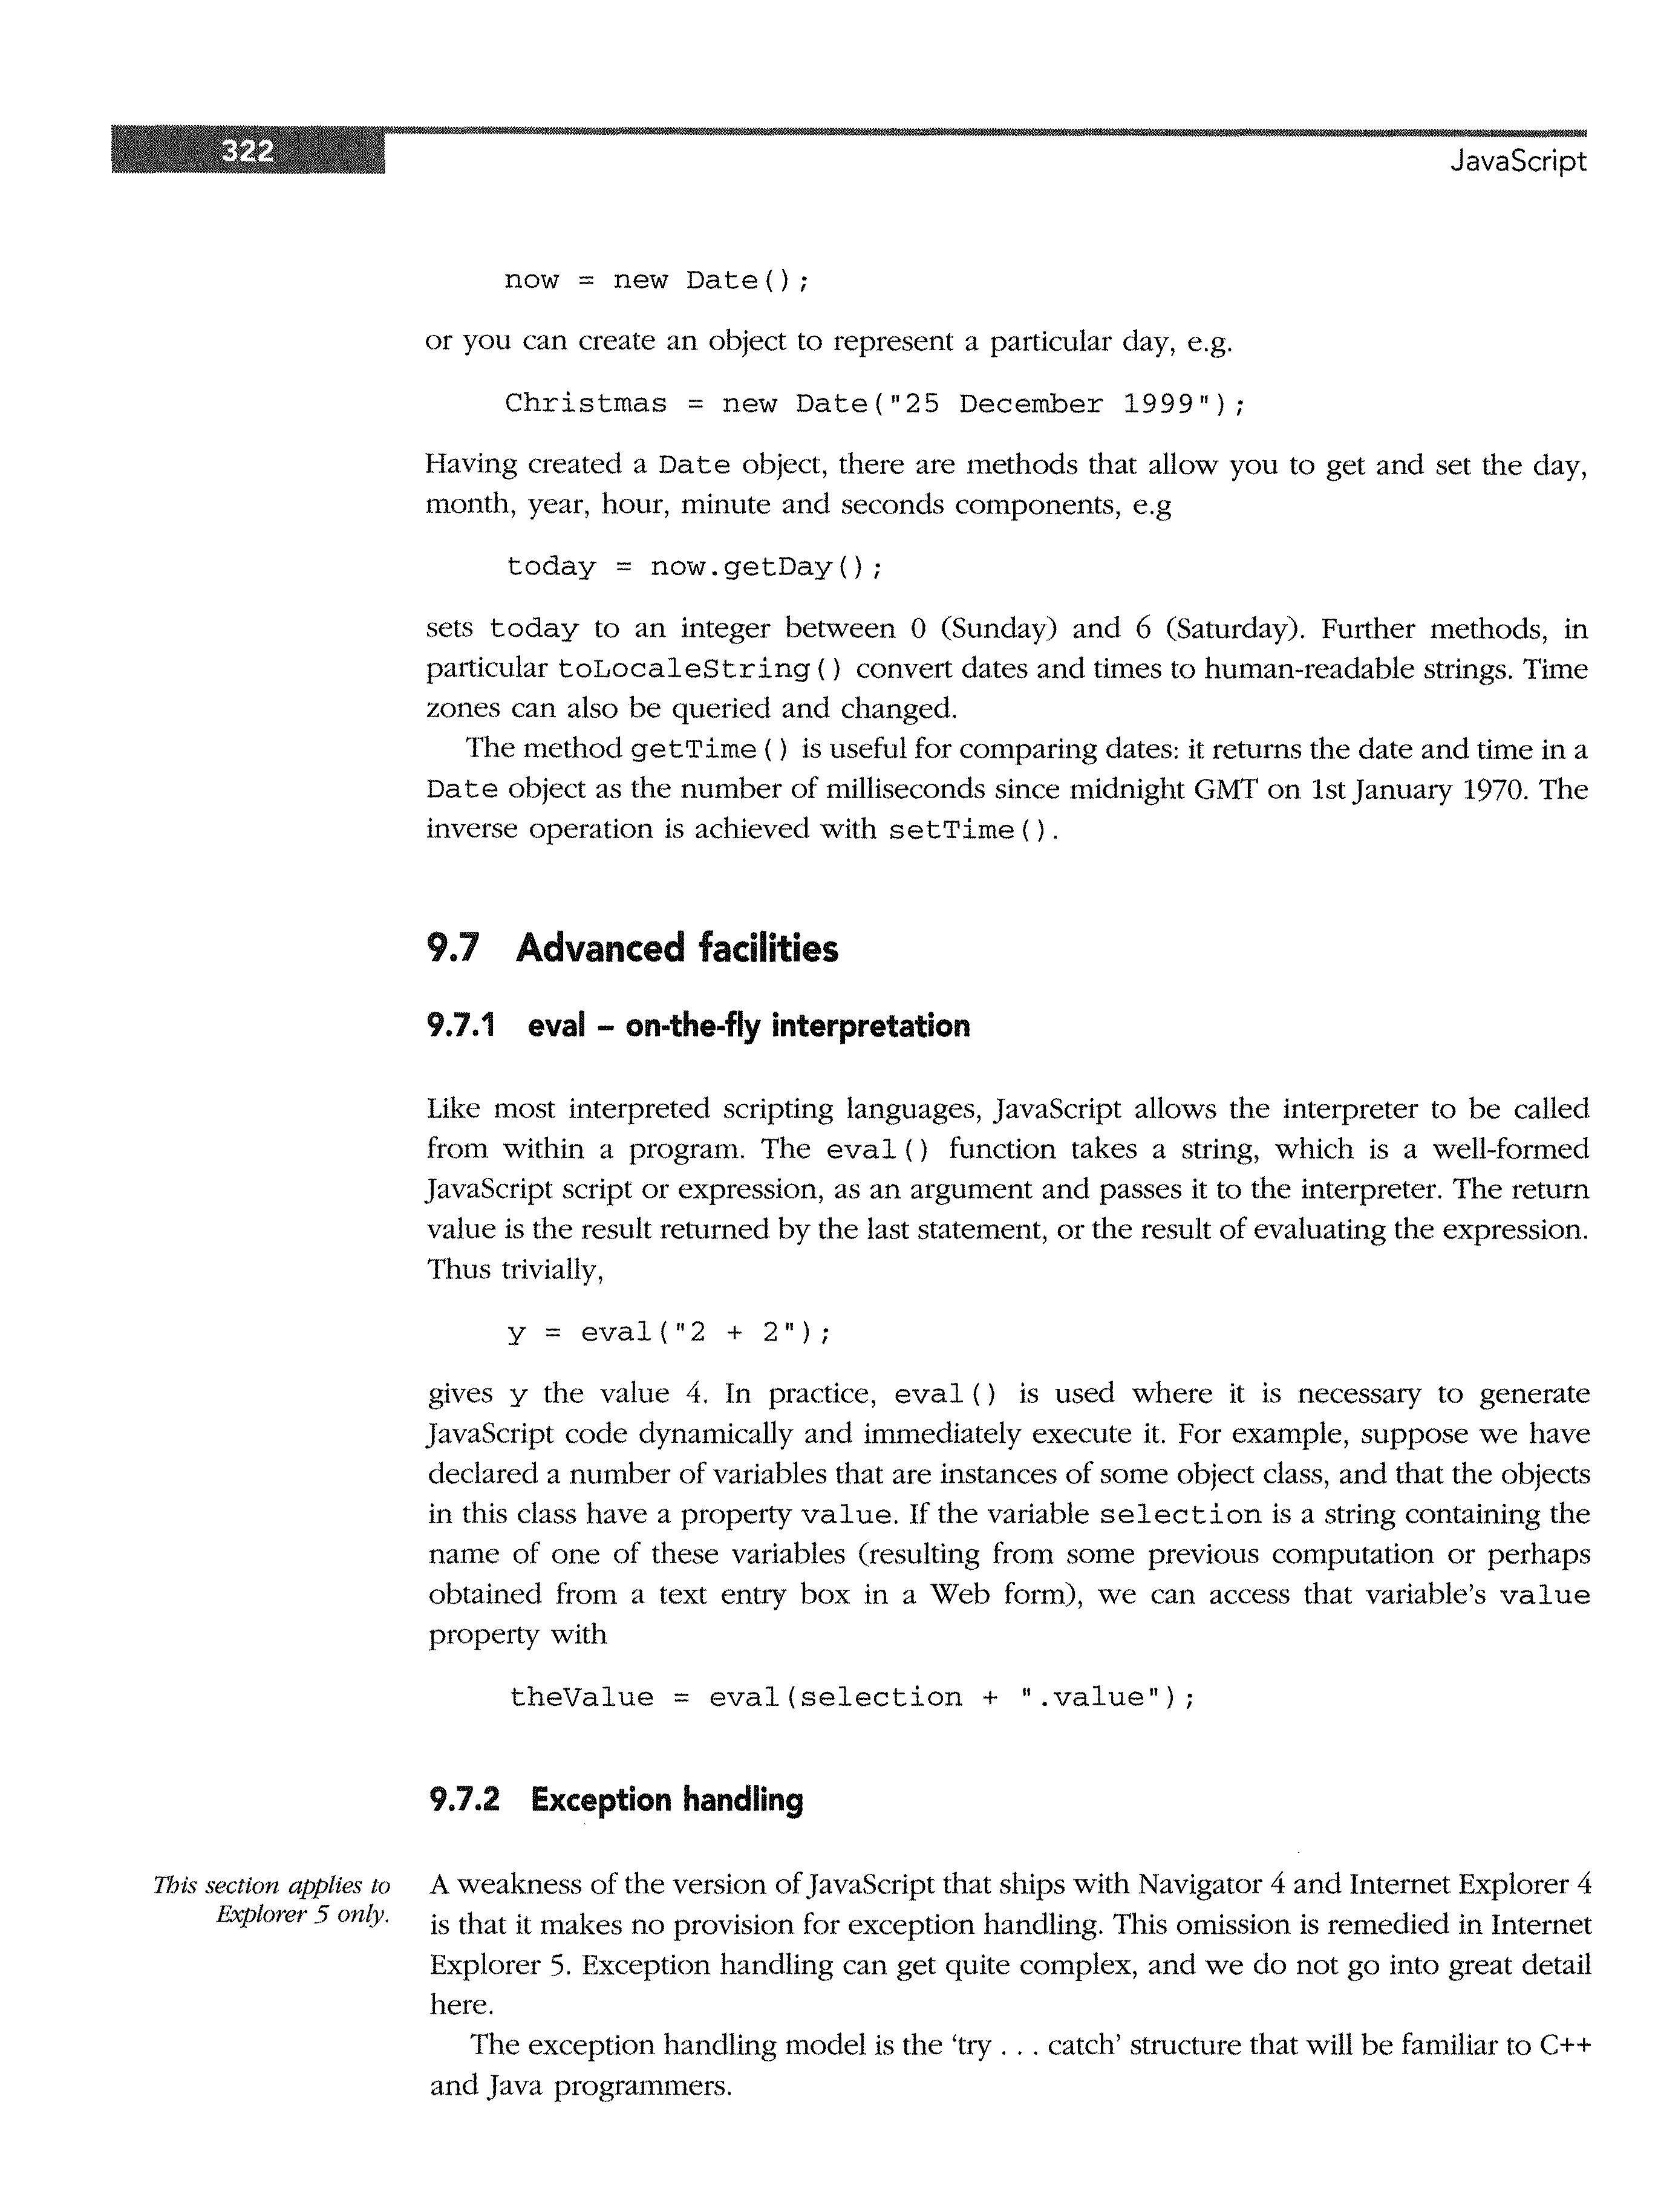 322
JavaScript
now = new Date();
or you can create an object to represent a particular day, e.g.
Christmas = new Date("25 December 1999");
Having created a Date object, there are methods that allow you to get and set the day,
month, year, hour, minute and seconds components, e.g
today = now.getDay();
sets today to an integer between 0 (Sunday) and 6 (Saturday). Further methods, in
particular toLocaleString() convert dates and times to human-readable strings. Time
zones can also be queried and changed.
The method getTime() is useful for comparing dates: it returns the date and time in a
Date object as the number of milliseconds since midnight GMT on 1st January 1970. The
inverse operation is achieved with setTime().
9.7 Advanced facilities
9.7.1 eval – on-the-fly interpretation
Like most interpreted scripting languages, JavaScript allows the interpreter to be called
from within a program. The eval() function takes a string, which is a well-formed
JavaScript script or expression, as an argument and passes it to the interpreter. The return
value is the result returned by the last statement, or the result of evaluating the expression.
Thus trivially,
y = eval("2 + 2");
gives y the value 4. In practice, eval() is used where it is necessary to generate
JavaScript code dynamically and immediately execute it. For example, suppose we have
declared a number of variables that are instances of some object class, and that the objects
in this class have a property value. If the variable selection is a string containing the
name of one of these variables (resulting from some previous computation or perhaps
obtained from a text entry box in a Web form), we can access that variable's value
property with
theValue = eval(selection + ".value");
9.7.2 Exception handling
This section applies to
Explorer 5 only.
A weakness of the version of JavaScript that ships with Navigator 4 and Internet Explorer 4
is that it makes no provision for exception handling. This omission is remedied in Internet
Explorer 5. Exception handling can get quite complex, and we do not go into great detail
here.
The exception handling model is the 'try . . . catch' structure that will be familiar to C++
and Java programmers.